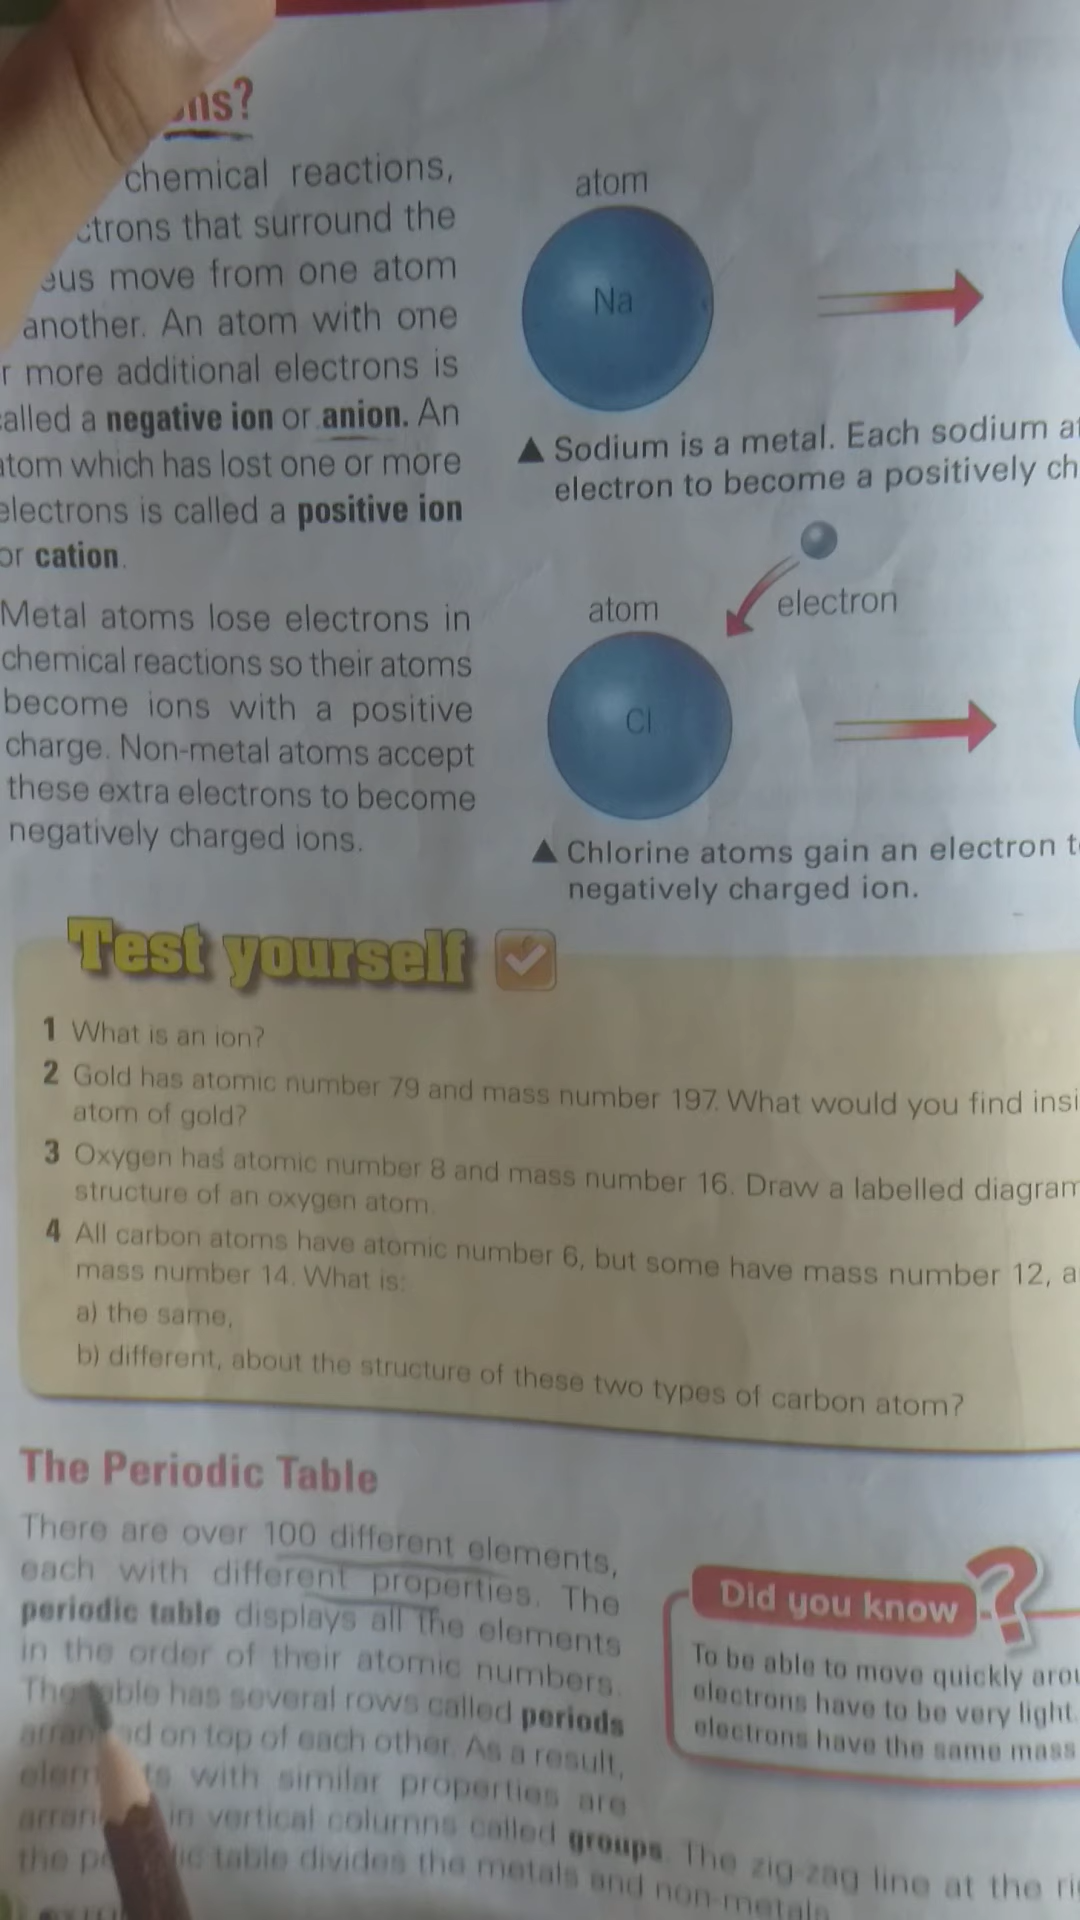 ons?
chemical reactions,
ctrons that surround the
eus move from one atom
another. An atom with one
r more additional electrons is
called a negative ion or anion. An
atom which has lost one or more
electrons is called a positive ion
or cation.
Metal atoms lose electrons in
chemical reactions so their atoms
become ions with a positive
charge. Non-metal atoms accept
these extra electrons to become
negatively charged ions.
atom
Na
▲ Sodium is a metal. Each sodium at
electron to become a positively ch
electron
atom
Cl
▲ Chlorine atoms gain an electron t
negatively charged ion.
Test yourself
1 What is an ion?
2 Gold has atomic number 79 and mass number 197. What would you find insi
atom of gold?
3 Oxygen has atomic number 8 and mass number 16. Draw a labelled diagram
structure of an oxygen atom.
4 All carbon atoms have atomic number 6, but some have mass number 12, a
mass number 14. What is:
a) the same,
b) different, about the structure of these two types of carbon atom?
The Periodic Table
There are over 100 different elements,
each with different properties. The
periodic table displays all the elements
in the order of their atomic numbers.
The able has several rows called periods
arran ed on top of each other. As a result,
elem ts with similar properties are
arran in vertical columns called groups. The zig-zag line at the ri
the p ic table divides the metals and non-metals
Did you know ?
To be able to move quickly arou
electrons have to be very light.
electrons have the same mass